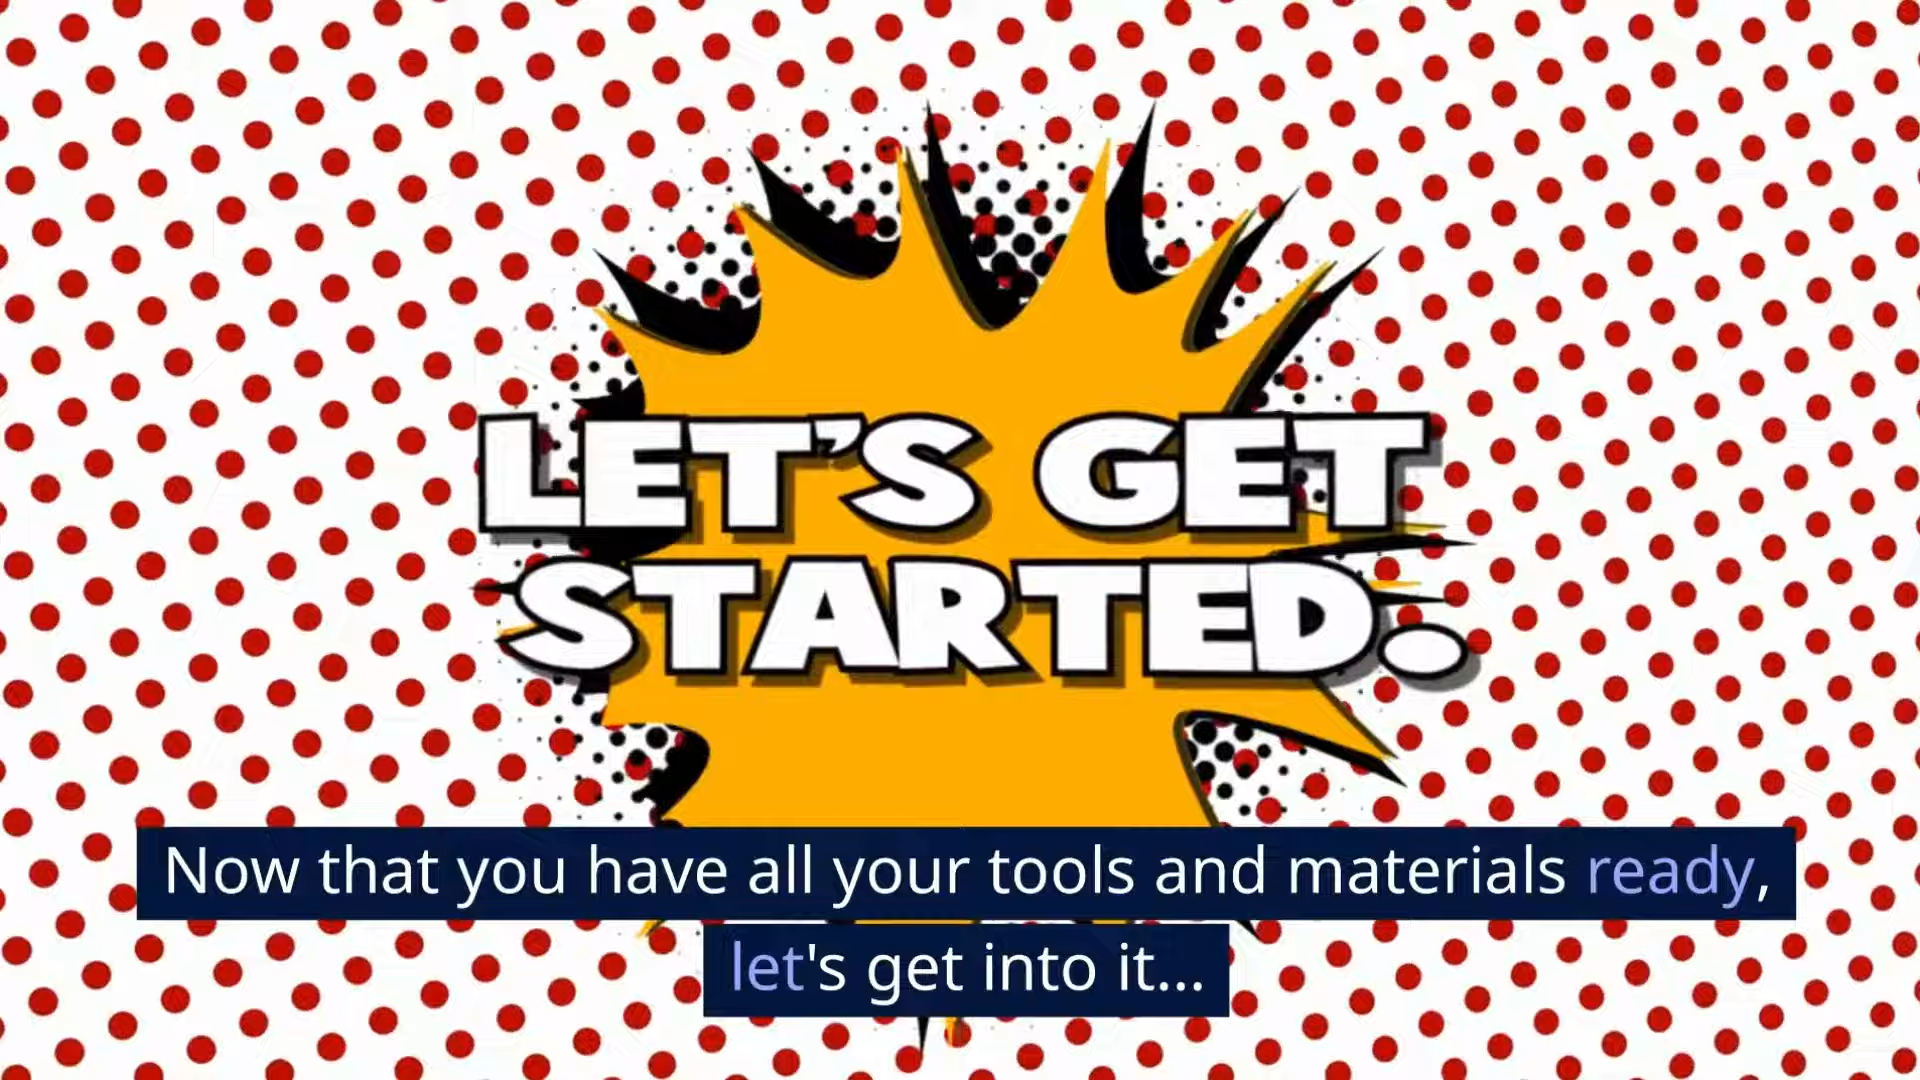 LET'S GET
STARTED.
Now that you have all your tools and materials ready,
let's get into it...